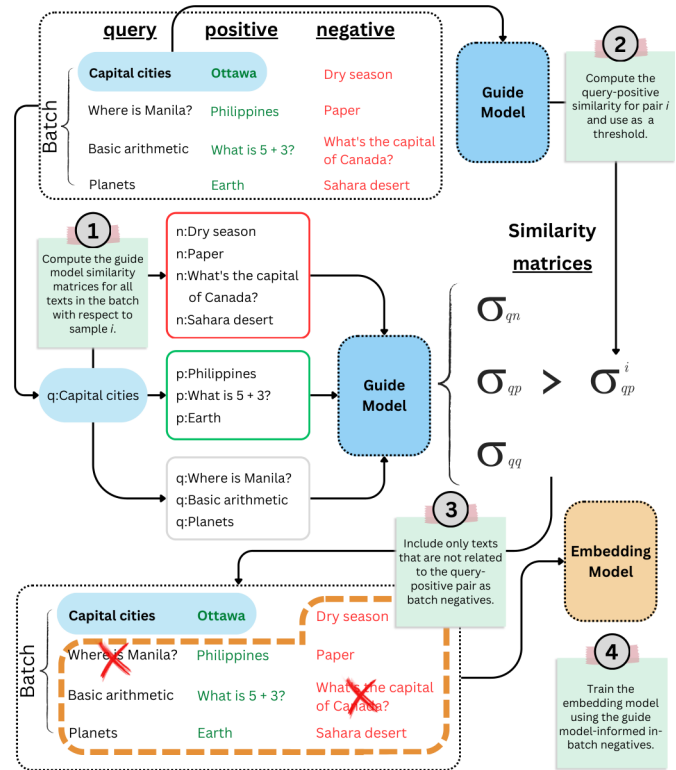 query positive negative
Capital cities Ottawa Dry season
Where is Manila? Philippines Paper
Basic arithmetic What is 5 + 3? What's the capital
of Canada?
Planets Earth Sahara desert
Batch
Guide
Model
2
Compute the
query-positive
similarity for pair i
and use as a
threshold.
1
Compute the guide
model similarity
matrices for all
texts in the batch
with respect to
sample i.
n:Dry season
n:Paper
n:What's the capital
of Canada?
n:Sahara desert
q:Capital cities
p:Philippines
p:What is 5 + 3?
p:Earth
q:Where is Manila?
q:Basic arithmetic
q:Planets
Guide
Model
Similarity
matrices
σqn
σqp > σqp i
σqq
3
Include only texts
that are not related
to the query-
positive pair as
batch negatives.
Embedding
Model
4
Train the
embedding model
using the guide
model-informed in-
batch negatives.
Batch
Capital cities Ottawa Dry season
Where is Manila? Philippines Paper
Basic arithmetic What is 5 + 3? What's the capital
of Canada?
Planets Earth Sahara desert